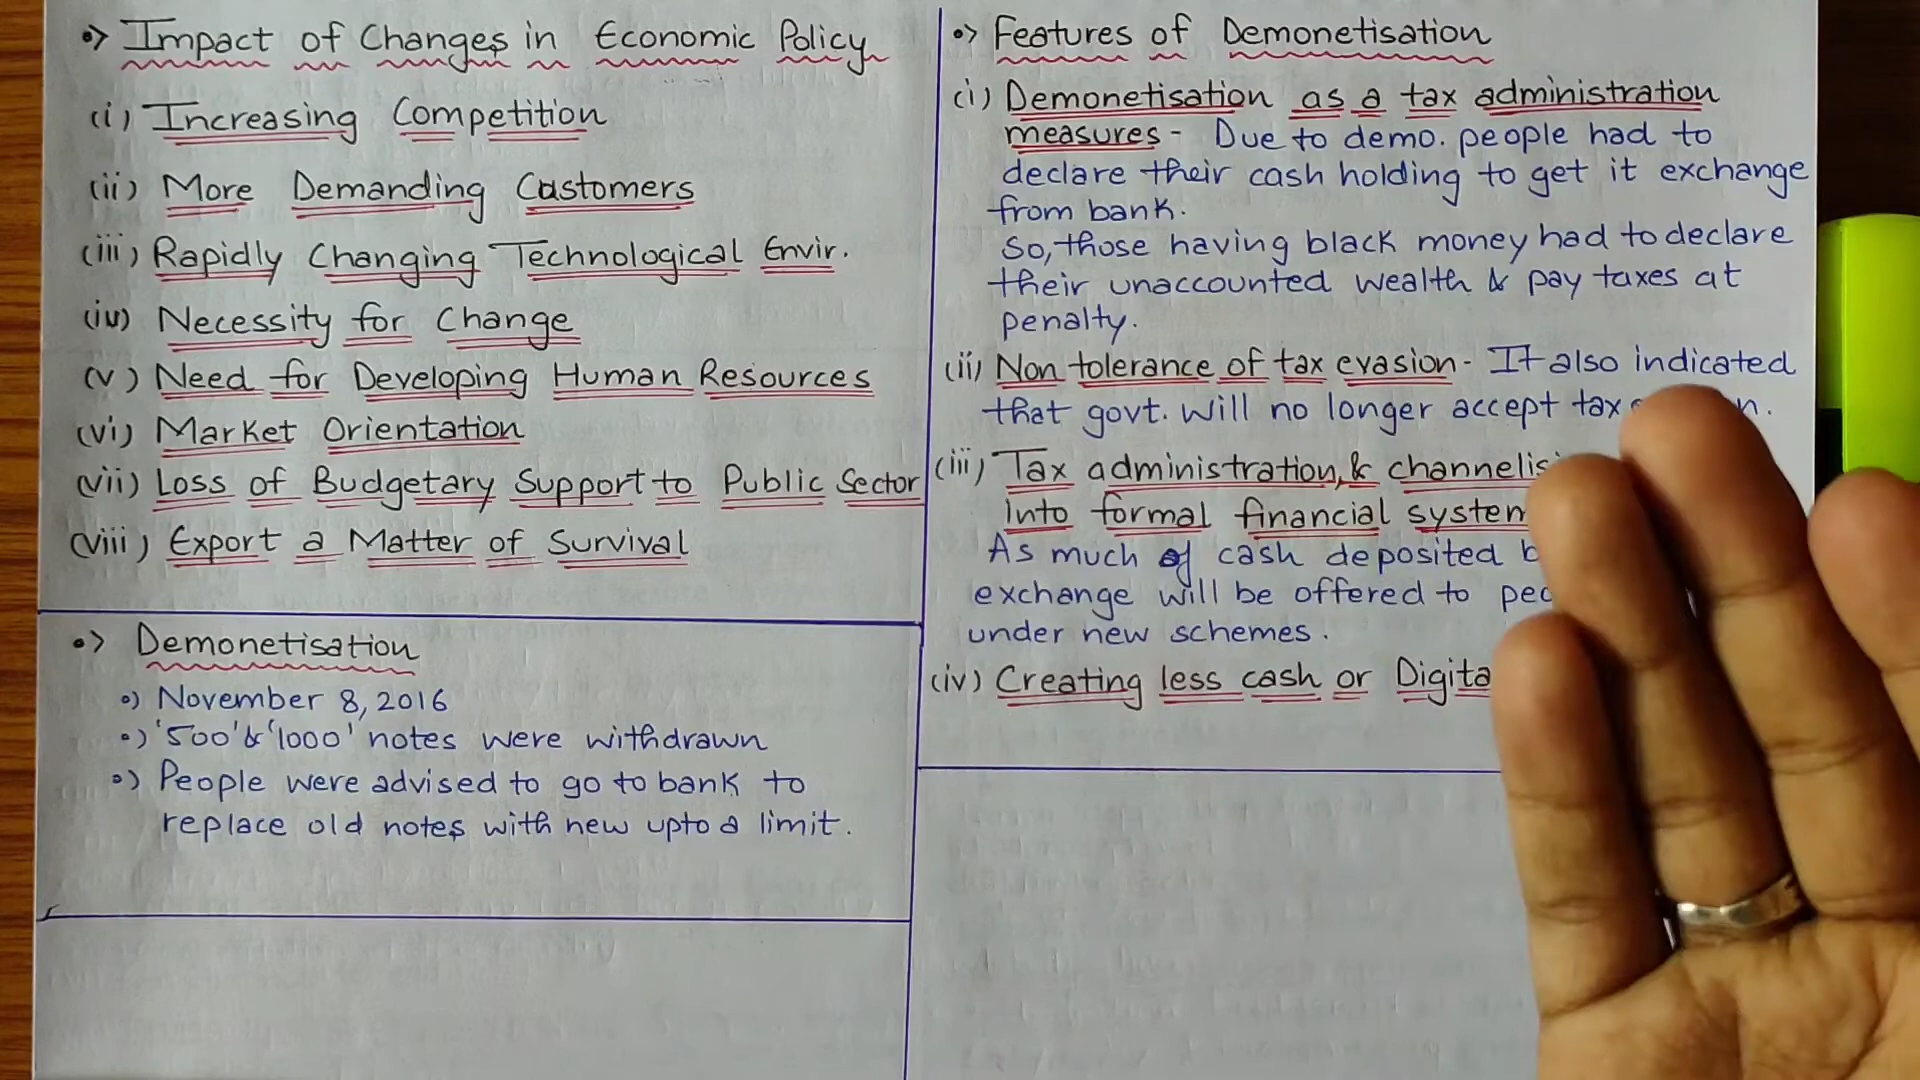 •> Impact of Changes in Economic Policy
(i) Increasing Competition
(ii) More Demanding Customers
(iii) Rapidly Changing Technological Envir.
(iv) Necessity for Change
(v) Need for Developing Human Resources
(vi) Market Orientation
(vii) Loss of Budgetary Support to Public Sector
(viii) Export a Matter of Survival
•> Demonetisation
•) November 8, 2016
•) '500' & '1000' notes were withdrawn
•) People were advised to go to bank to
replace old notes with new upto a limit.
•> Features of Demonetisation
(i) Demonetisation as a tax administration
measures - Due to demo. people had to
declare their cash holding to get it exchange
from bank.
So, those having black money had to declare
their unaccounted wealth & pay taxes at
penalty.
(ii) Non tolerance of tax evasion - It also indicated
that govt. will no longer accept tax
(iii) Tax administration, &
into formal financial system
As much of cash deposited
exchange will be offered to
under new schemes.
(iv) Creating less cash or